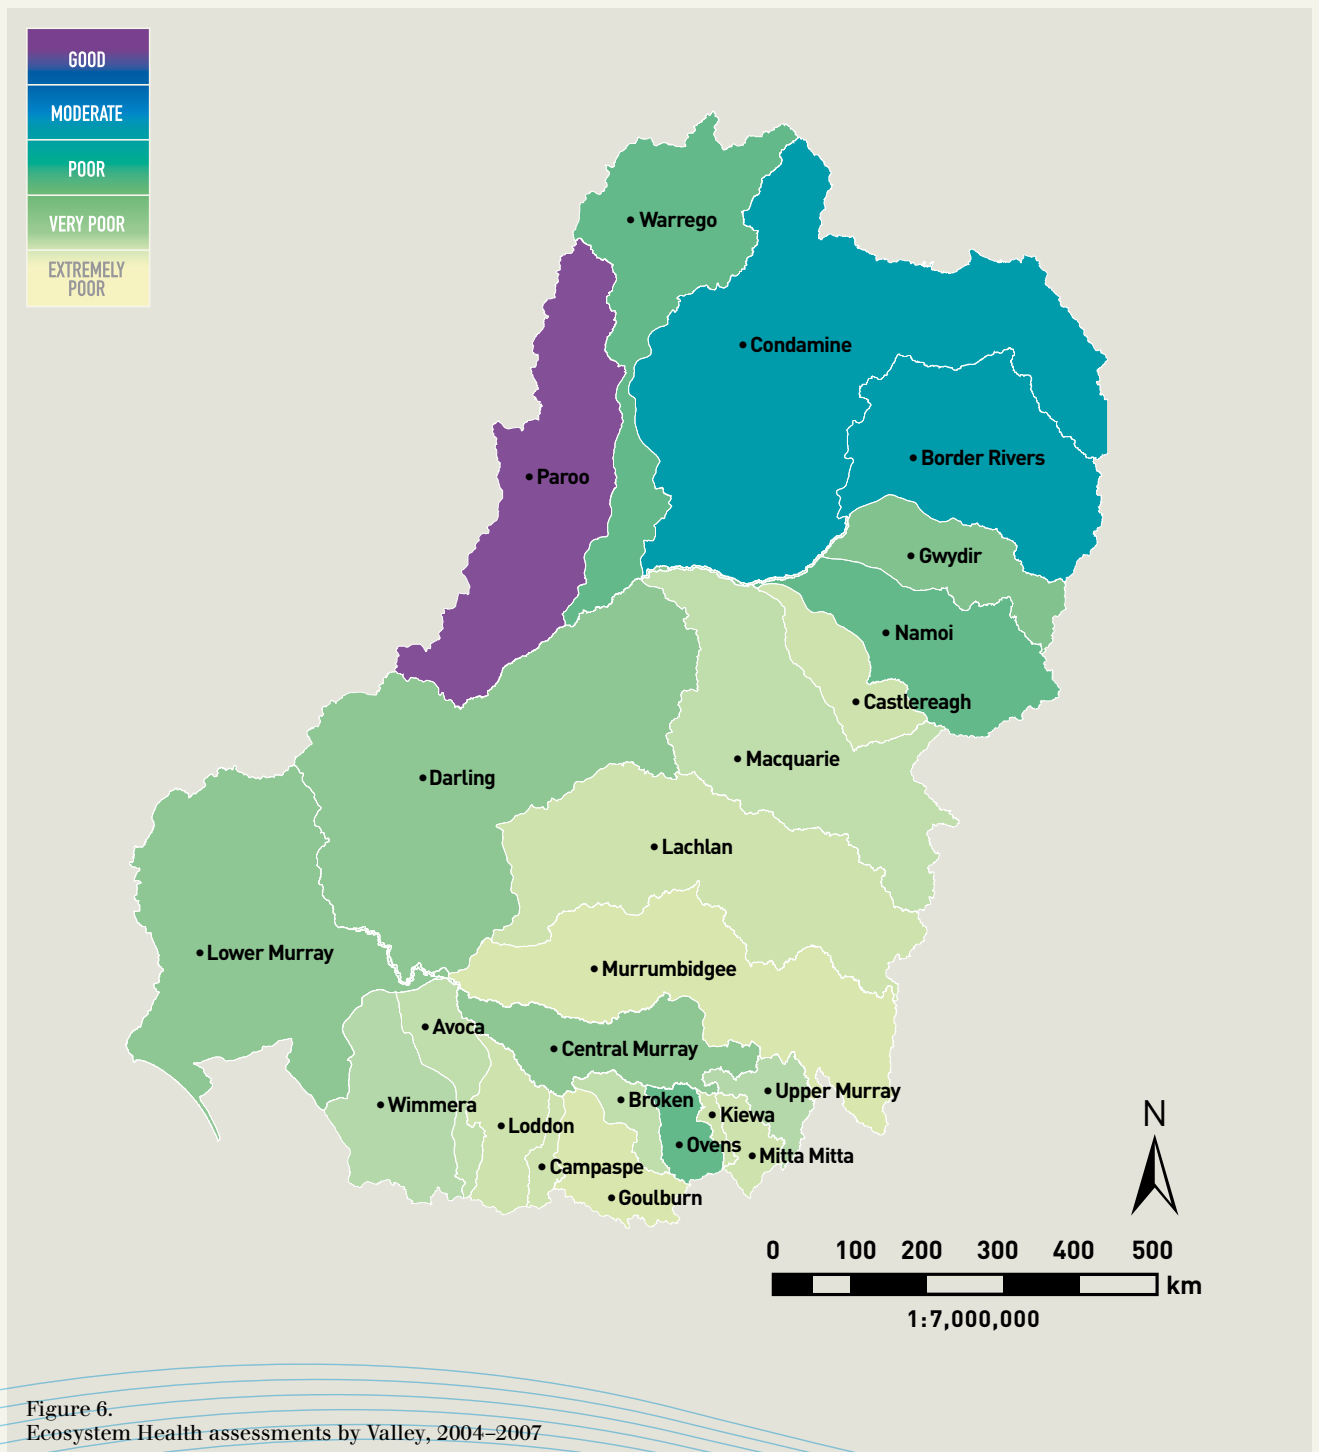 GOOD
MODERATE
POOR
VERY POOR
EXTREMELY
POOR
Warrego
Condamine
Border Rivers
Paroo
Gwydir
Namoi
Castlereagh
Macquarie
Darling
Lachlan
Lower Murray
Murrumbidgee
Avoca
Central Murray
Upper Murray
Broken
Wimmera
Kiewa
Loddon
Ovens
Mitta Mitta
Campaspe
Goulburn
N
0 100 200 300 400 500
km
1:7,000,000
Figure 6.
Ecosystem Health assessments by Valley, 2004–2007